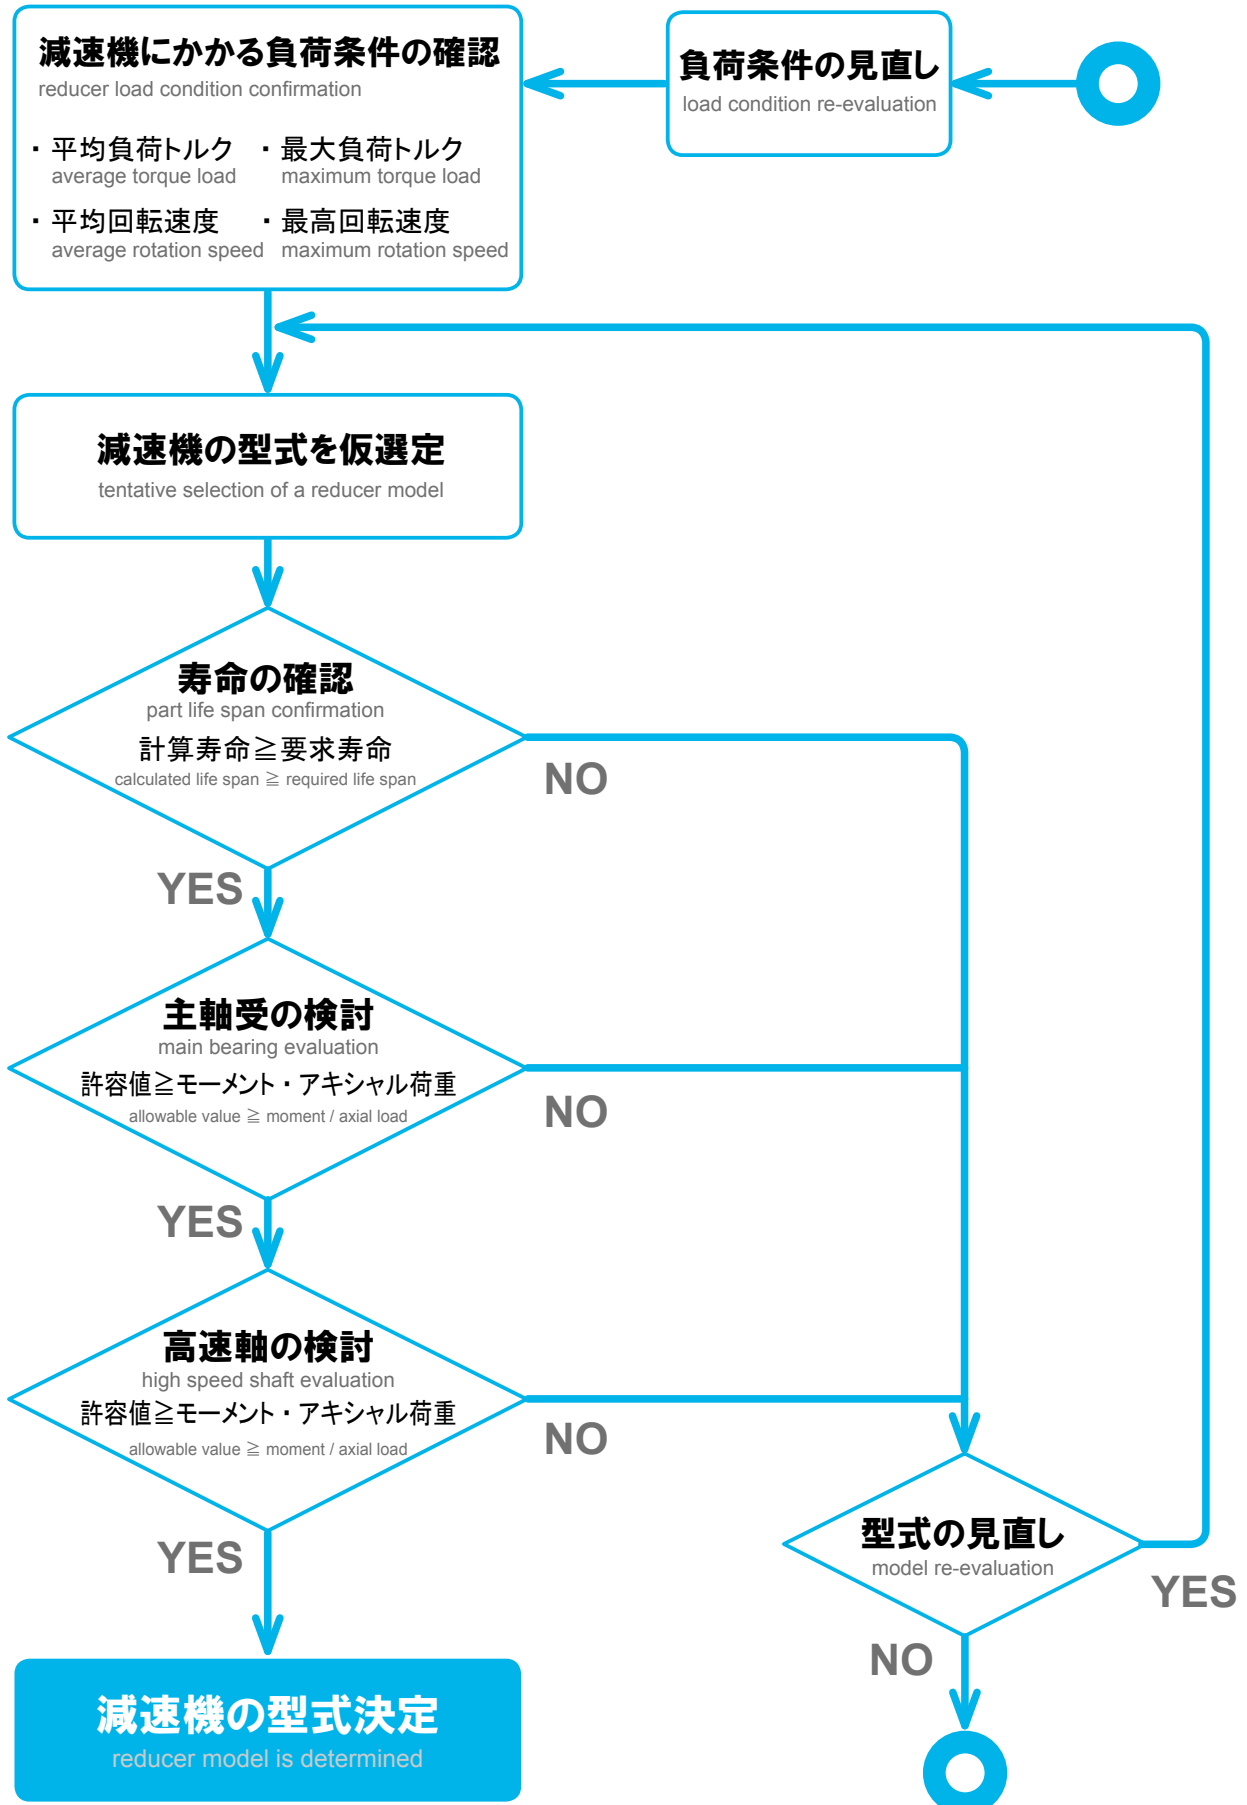 減速機にかかる負荷条件の確認
reducer load condition confirmation
・平均負荷トルク ・最大負荷トルク
average torque load maximum torque load
・平均回転速度 ・最高回転速度
average rotation speed maximum rotation speed
負荷条件の見直し
load condition re-evaluation
減速機の型式を仮選定
tentative selection of a reducer model
寿命の確認
part life span confirmation
計算寿命≧要求寿命
calculated life span ≧ required life span
NO
YES
主軸受の検討
main bearing evaluation
許容値≧モーメント・アキシャル荷重
allowable value ≧ moment / axial load
NO
YES
高速軸の検討
high speed shaft evaluation
許容値≧モーメント・アキシャル荷重
allowable value ≧ moment / axial load
NO
YES
型式の見直し
model re-evaluation
YES
NO
減速機の型式決定
reducer model is determined